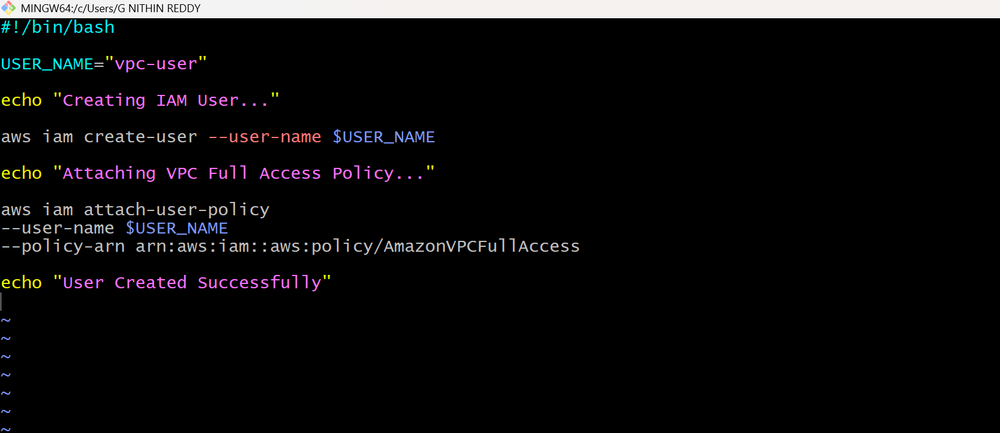 MINGW64:/c/Users/G NITHIN REDDY
#!/bin/bash
USER_NAME="vpc-user"
echo "Creating IAM User..."
aws iam create-user --user-name $USER_NAME
echo "Attaching VPC Full Access Policy..."
aws iam attach-user-policy
--user-name $USER_NAME
--policy-arn arn:aws:iam::aws:policy/AmazonVPCFullAccess
echo "User Created Successfully"
~
~
~
~
~
~
~